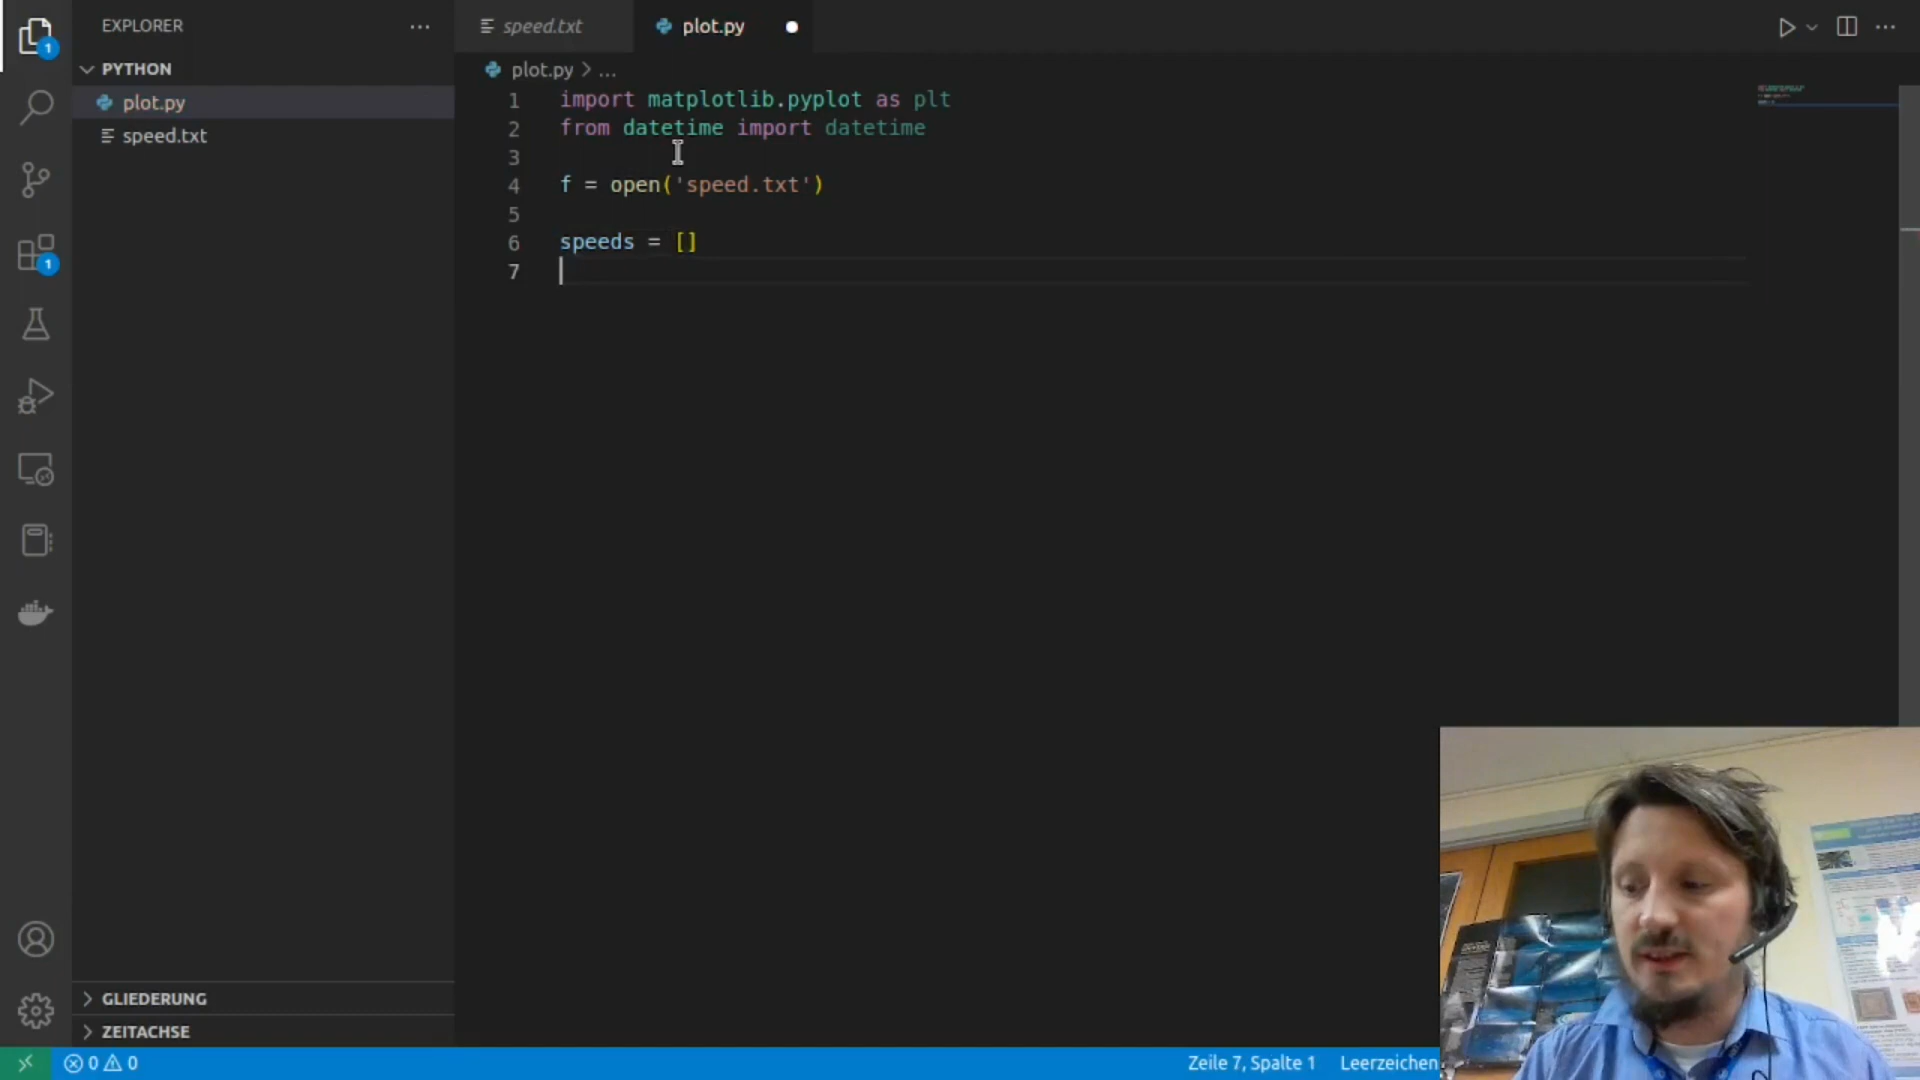 EXPLORER
PYTHON
plot.py
speed.txt
GLIEDERUNG
ZEITACHSE
speed.txt
plot.py
plot.py > ...
1 import matplotlib.pyplot as plt
2 from datetime import datetime
3
4 f = open('speed.txt')
5
6 speeds = []
7
1
1
0 0
Zeile 7, Spalte 1
Leerzeichen